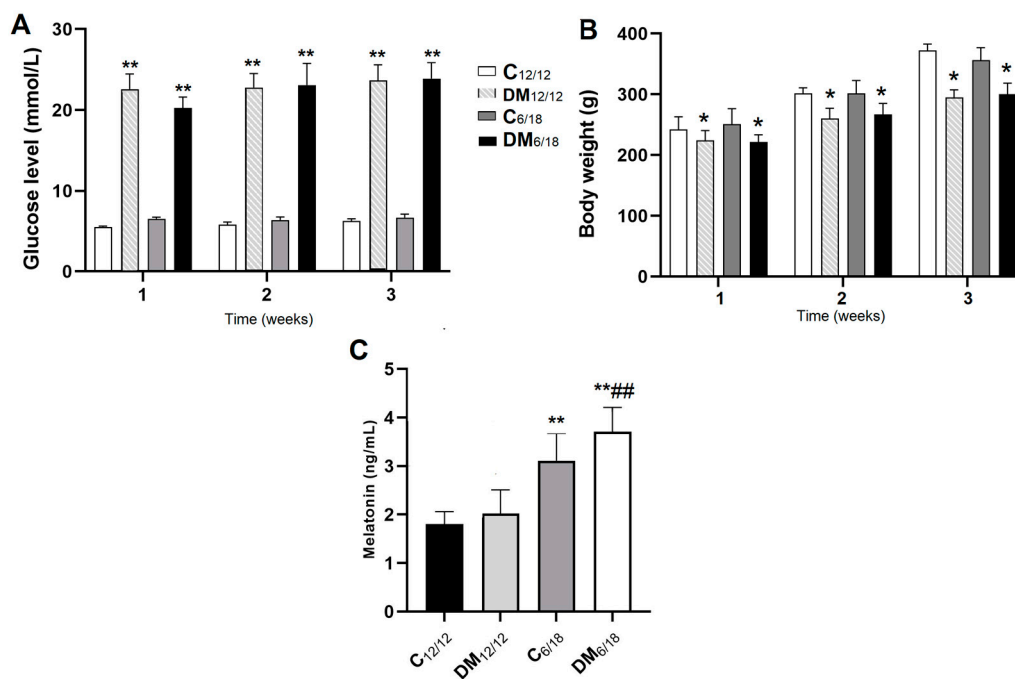 A
Glucose level (mmol/L)
30
20
10
0
** ** ** ** ** **
1 2 3
Time (weeks)
C12/12
DM12/12
C6/18
DM6/18
B
Body weight (g)
400
300
200
100
0
* * * * * *
1 2 3
Time (weeks)
C
Melatonin (ng/mL)
5
4
3
2
1
0
** **##
C12/12 DM12/12 C6/18 DM6/18